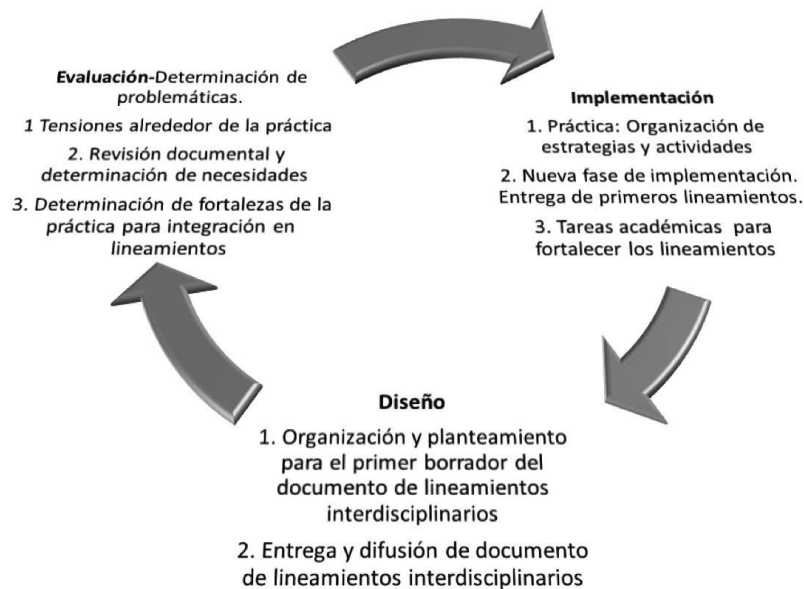 Evaluación-Determinación de
problemáticas.
1 Tensiones alrededor de la práctica
2. Revisión documental y
determinación de necesidades
3. Determinación de fortalezas de la
práctica para integración en
lineamientos
Implementación
1. Práctica: Organización de
estrategias y actividades
2. Nueva fase de implementación.
Entrega de primeros lineamientos.
3. Tareas académicas para
fortalecer los lineamientos
Diseño
1. Organización y planteamiento
para el primer borrador del
documento de lineamientos
interdisciplinarios
2. Entrega y difusión de documento
de lineamientos interdisciplinarios